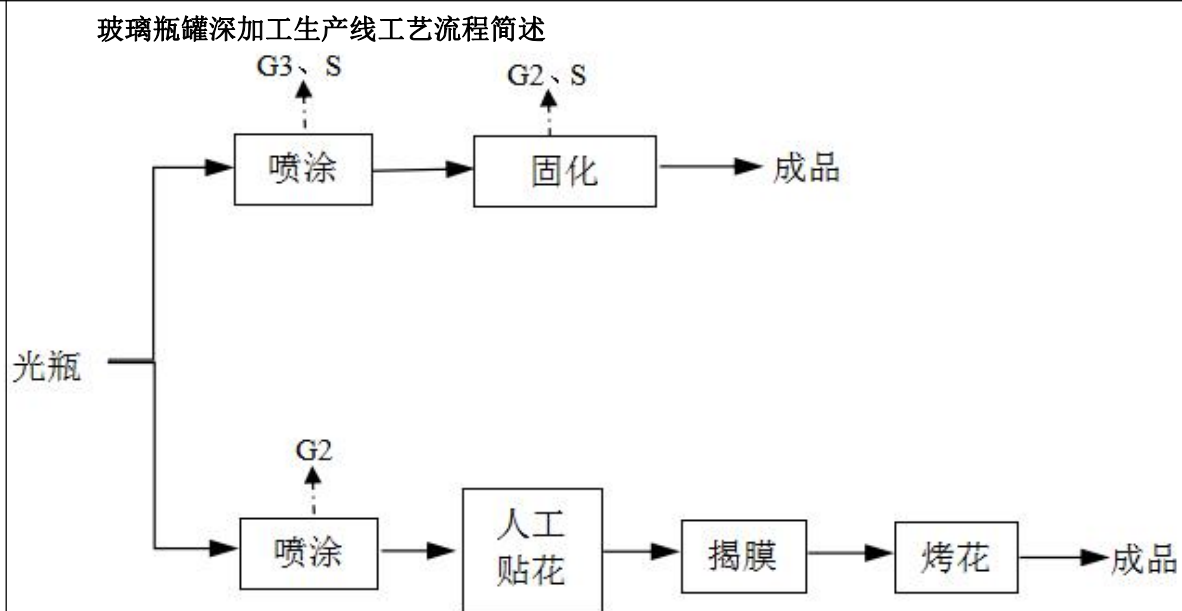 玻璃瓶罐深加工生产线工艺流程简述
G3、S
G2、S
喷涂
固化
成品
光瓶
G2
喷涂
人工
贴花
揭膜
烤花
成品